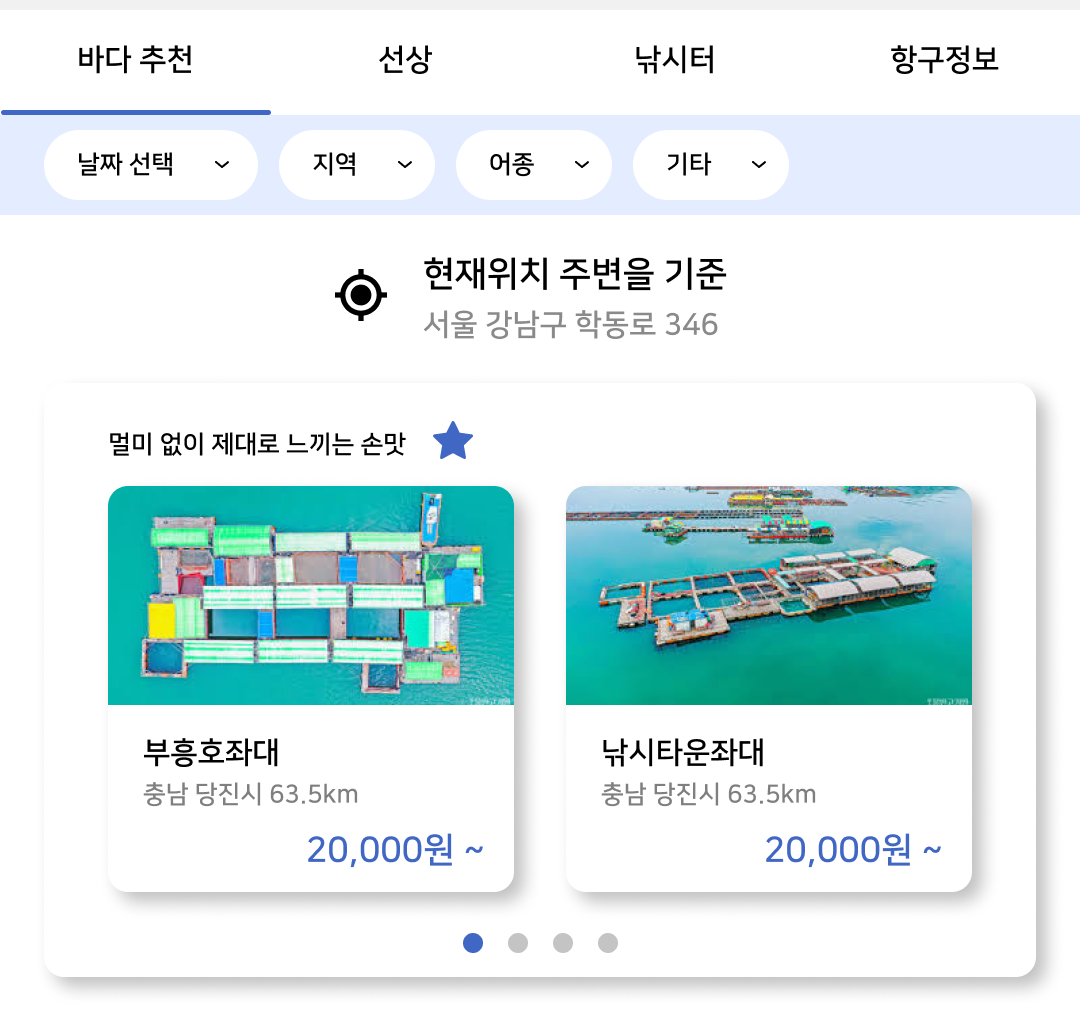 바다 추천
선상
낚시터
항구정보
날짜 선택
지역
어종
기타
현재위치 주변을 기준
서울 강남구 학동로 346
멀미 없이 제대로 느끼는 손맛
부흥호좌대
충남 당진시 63.5km
20,000원 ~
낚시타운좌대
충남 당진시 63.5km
20,000원 ~